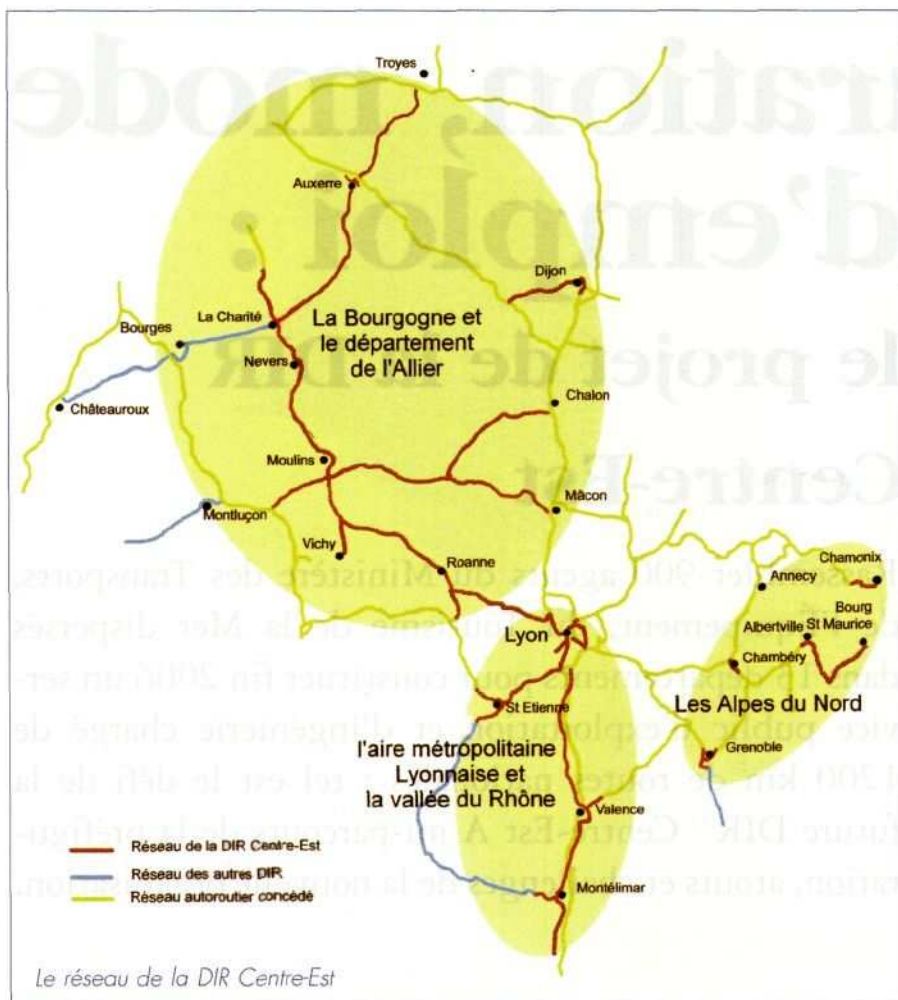 Troyes
Auxerre
Dijon
La Charité
Bourges
La Bourgogne et
le département
de l'Allier
Nevers
Châteauroux
Chalon
Moulins
Mâcon
Montluçon
Vichy
Roanne
Chamonix
Annecy
Bourg
St Maurice
Albertville
Lyon
Chambéry
St Etienne
Les Alpes du Nord
l'aire métropolitaine
Lyonnaise et
la vallée du Rhône
Grenoble
Valence
Montélimar
Réseau de la DIR Centre-Est
Réseau des autres DIR
Réseau autoroutier concédé
Le réseau de la DIR Centre-Est